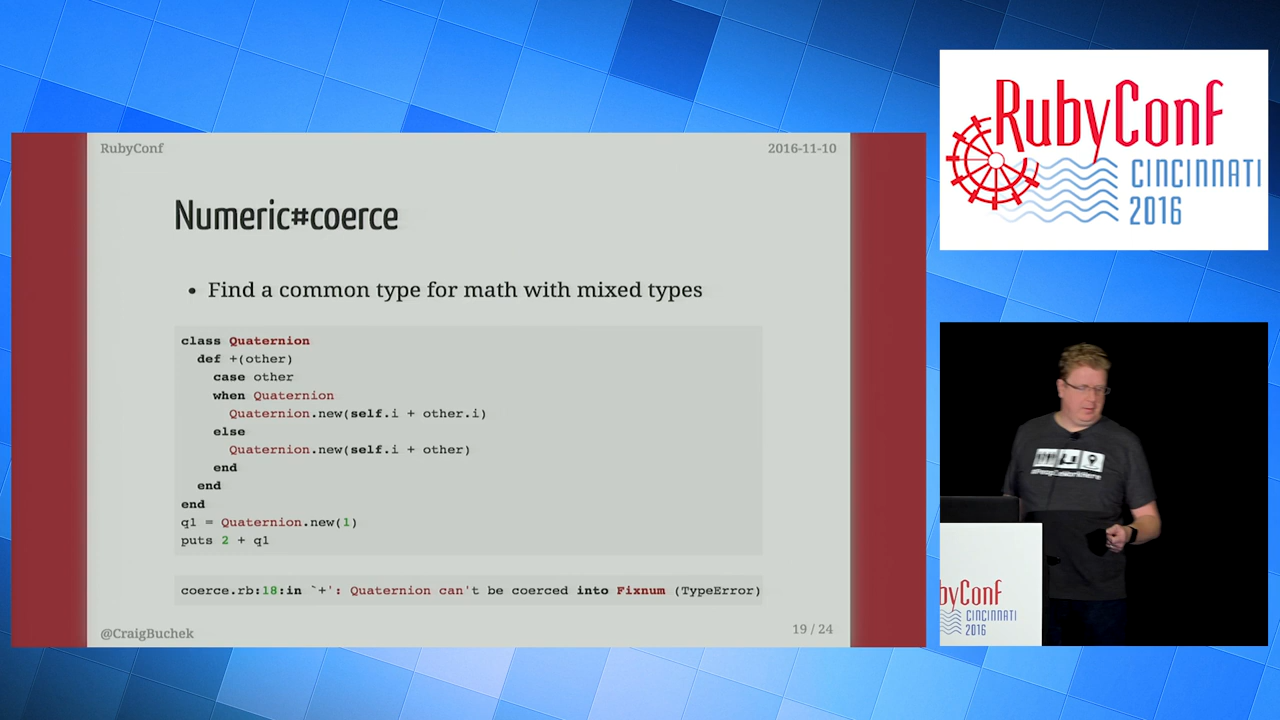 RubyConf
2016-11-10
Numeric#coerce
• Find a common type for math with mixed types
class Quaternion
  def +(other)
    case other
    when Quaternion
      Quaternion.new(self.i + other.i)
    else
      Quaternion.new(self.i + other)
    end
  end
end
q1 = Quaternion.new(1)
puts 2 + q1
coerce.rb:18:in `+': Quaternion can't be coerced into Fixnum (TypeError)
@CraigBuchek
19 / 24
RubyConf
CINCINNATI
2016
byConf
CINCINNATI
2016